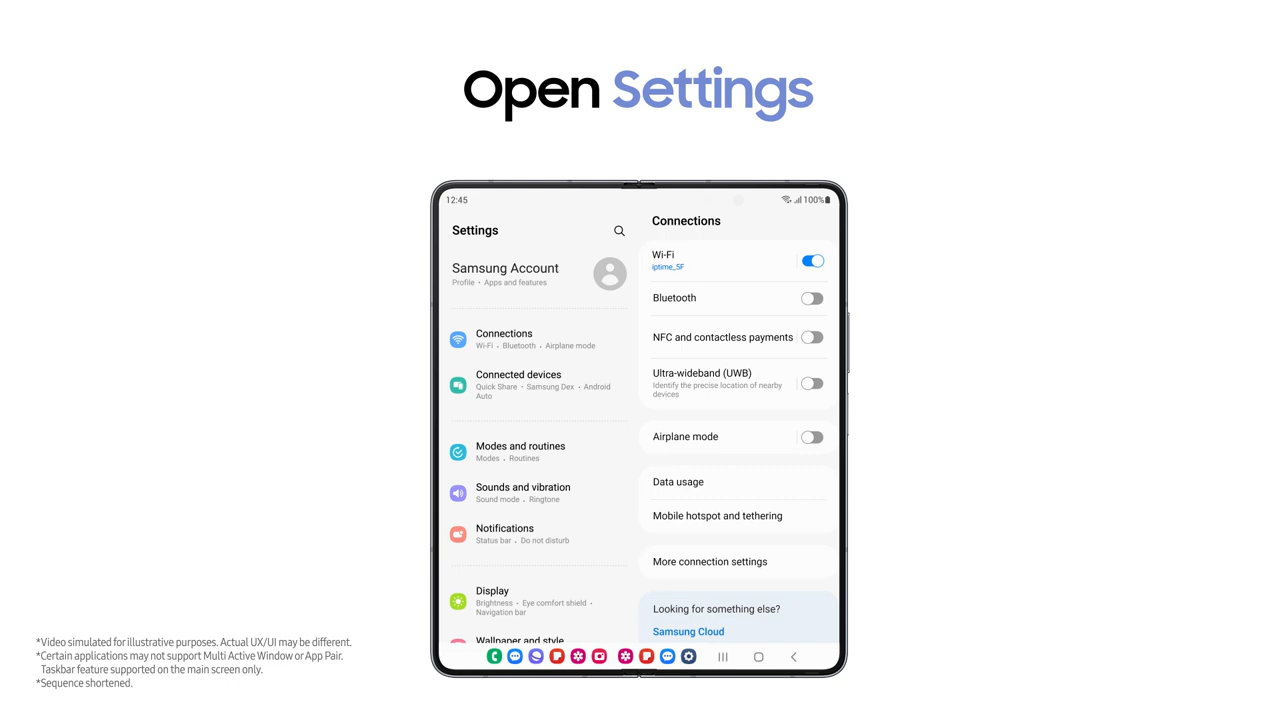 Open Settings
12:45
100%
Settings
Samsung Account
Profile • Apps and features
Connections
Wi-Fi • Bluetooth • Airplane mode
Connected devices
Quick Share • Samsung Dex • Android
Auto
Modes and routines
Modes • Routines
Sounds and vibration
Sound mode • Ringtone
Notifications
Status bar • Do not disturb
Display
Brightness • Eye comfort shield •
Navigation bar
Wallpaper and style
Connections
Wi-Fi
iptime_5F
Bluetooth
NFC and contactless payments
Ultra-wideband (UWB)
Identify the precise location of nearby
devices
Airplane mode
Data usage
Mobile hotspot and tethering
More connection settings
Looking for something else?
Samsung Cloud
*Video simulated for illustrative purposes. Actual UX/UI may be different.
*Certain applications may not support Multi Active Window or App Pair.
Taskbar feature supported on the main screen only.
*Sequence shortened.